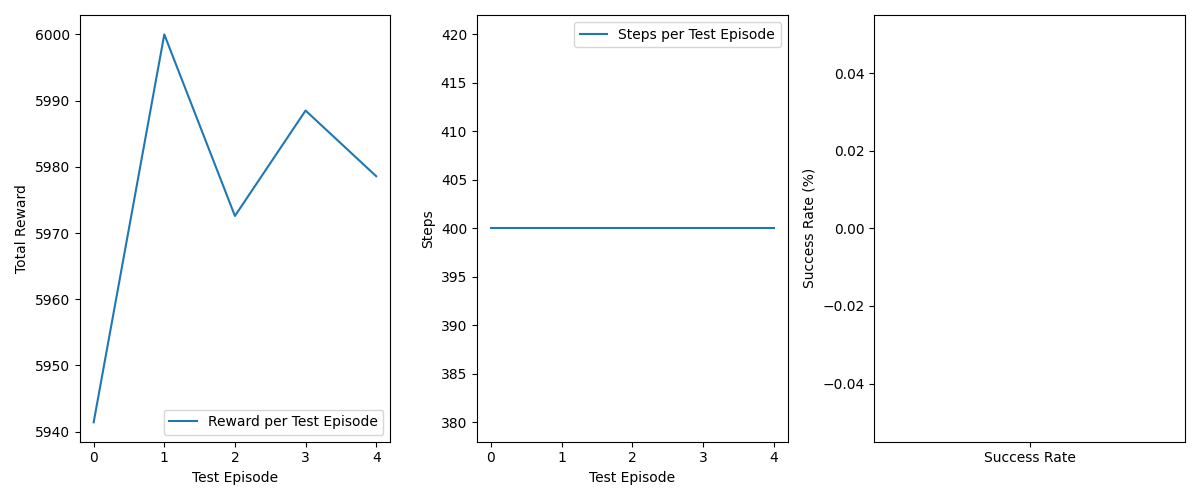 6000
5990
5980
5970
5960
5950
5940
Total Reward
0 1 2 3 4
Test Episode
Reward per Test Episode
420
415
410
405
400
395
390
385
380
Steps
0 1 2 3 4
Test Episode
Steps per Test Episode
0.04
0.02
0.00
−0.02
−0.04
Success Rate (%)
Success Rate